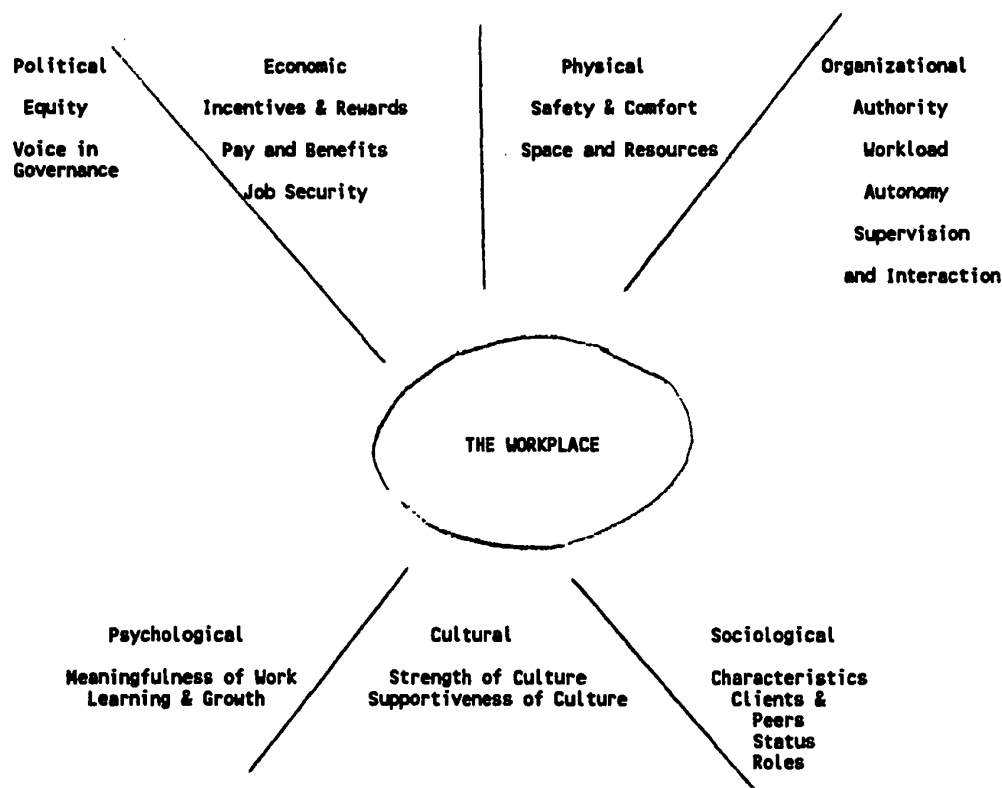 Political
Equity
Voice in
Governance
Economic
Incentives & Rewards
Pay and Benefits
Job Security
Physical
Safety & Comfort
Space and Resources
Organizational
Authority
Workload
Autonomy
Supervision
and Interaction
THE WORKPLACE
Psychological
Meaningfulness of Work
Learning & Growth
Cultural
Strength of Culture
Supportiveness of Culture
Sociological
Characteristics
Clients &
Peers
Status
Roles